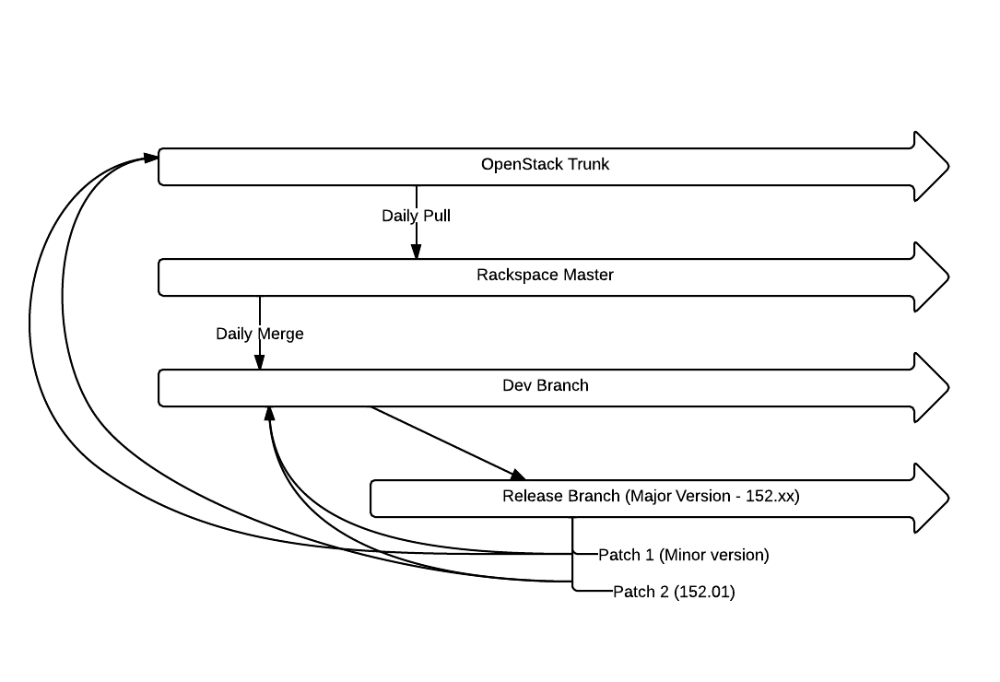 OpenStack Trunk
Daily Pull
Rackspace Master
Daily Merge
Dev Branch
Release Branch (Major Version - 152.xx)
Patch 1 (Minor version)
Patch 2 (152.01)